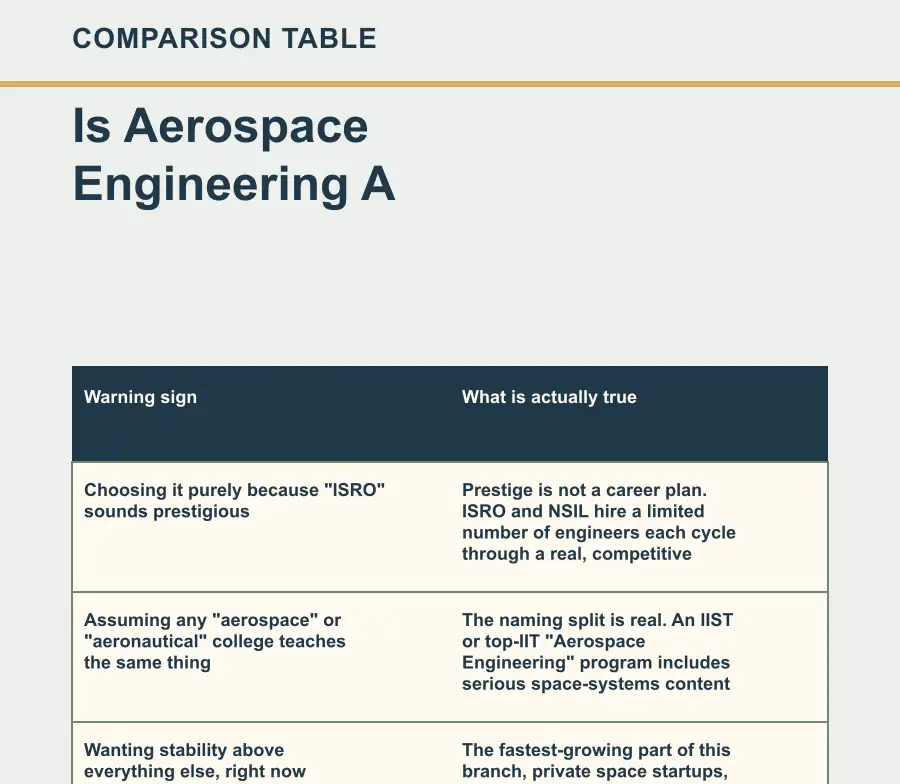 COMPARISON TABLE
Is Aerospace
Engineering A
Warning sign
What is actually true
Choosing it purely because "ISRO"
sounds prestigious
Prestige is not a career plan.
ISRO and NSIL hire a limited
number of engineers each cycle
through a real, competitive
Assuming any "aerospace" or
"aeronautical" college teaches
the same thing
The naming split is real. An IIST
or top-IIT "Aerospace
Engineering" program includes
serious space-systems content
Wanting stability above
everything else, right now
The fastest-growing part of this
branch, private space startups,